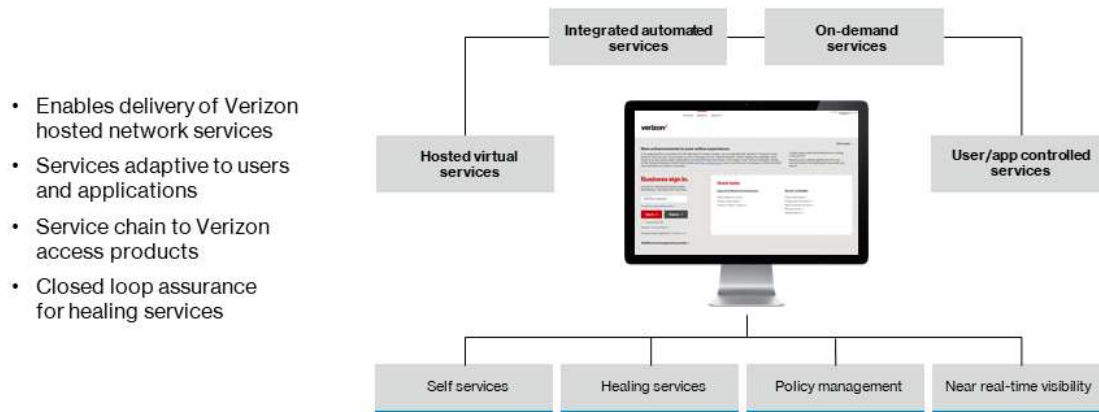 Integrated automated
services
On-demand
services
• Enables delivery of Verizon
hosted network services
• Services adaptive to users
and applications
• Service chain to Verizon
access products
• Closed loop assurance
for healing services
Hosted virtual
services
User/app controlled
services
verizon
Business sign in.
Self services
Healing services
Policy management
Near real-time visibility